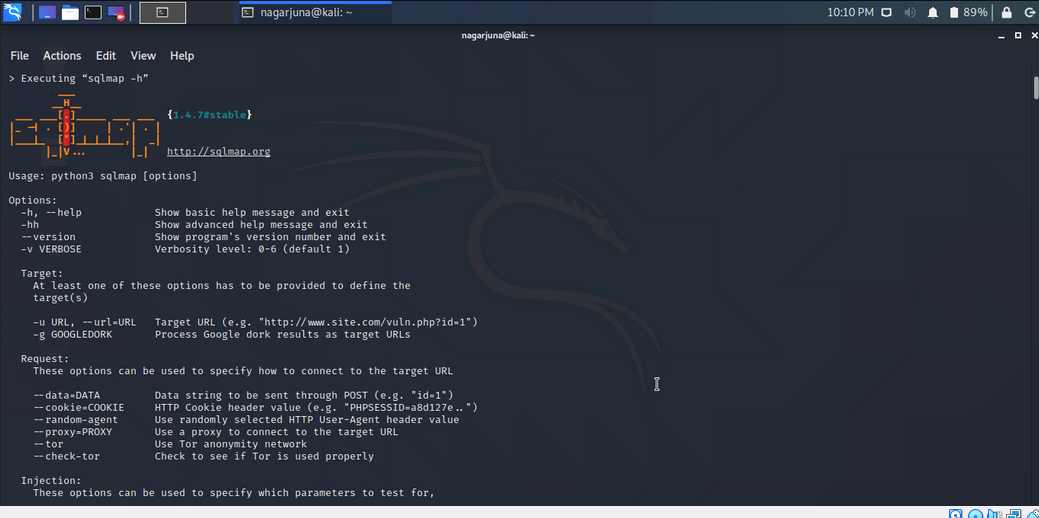 nagarjuna@kali: ~
10:10 PM
89%
nagarjuna@kali: ~
File Actions Edit View Help
> Executing “sqlmap -h”
{1.4.7#stable}
http://sqlmap.org
Usage: python3 sqlmap [options]
Options:
-h, --help Show basic help message and exit
-hh Show advanced help message and exit
--version Show program's version number and exit
-v VERBOSE Verbosity level: 0-6 (default 1)
Target:
At least one of these options has to be provided to define the
target(s)
-u URL, --url=URL Target URL (e.g. "http://www.site.com/vuln.php?id=1")
-g GOOGLEDORK Process Google dork results as target URLs
Request:
These options can be used to specify how to connect to the target URL
--data=DATA Data string to be sent through POST (e.g. "id=1")
--cookie=COOKIE HTTP Cookie header value (e.g. "PHPSESSID=a8d127e..")
--random-agent Use randomly selected HTTP User-Agent header value
--proxy=PROXY Use a proxy to connect to the target URL
--tor Use Tor anonymity network
--check-tor Check to see if Tor is used properly
Injection:
These options can be used to specify which parameters to test for,